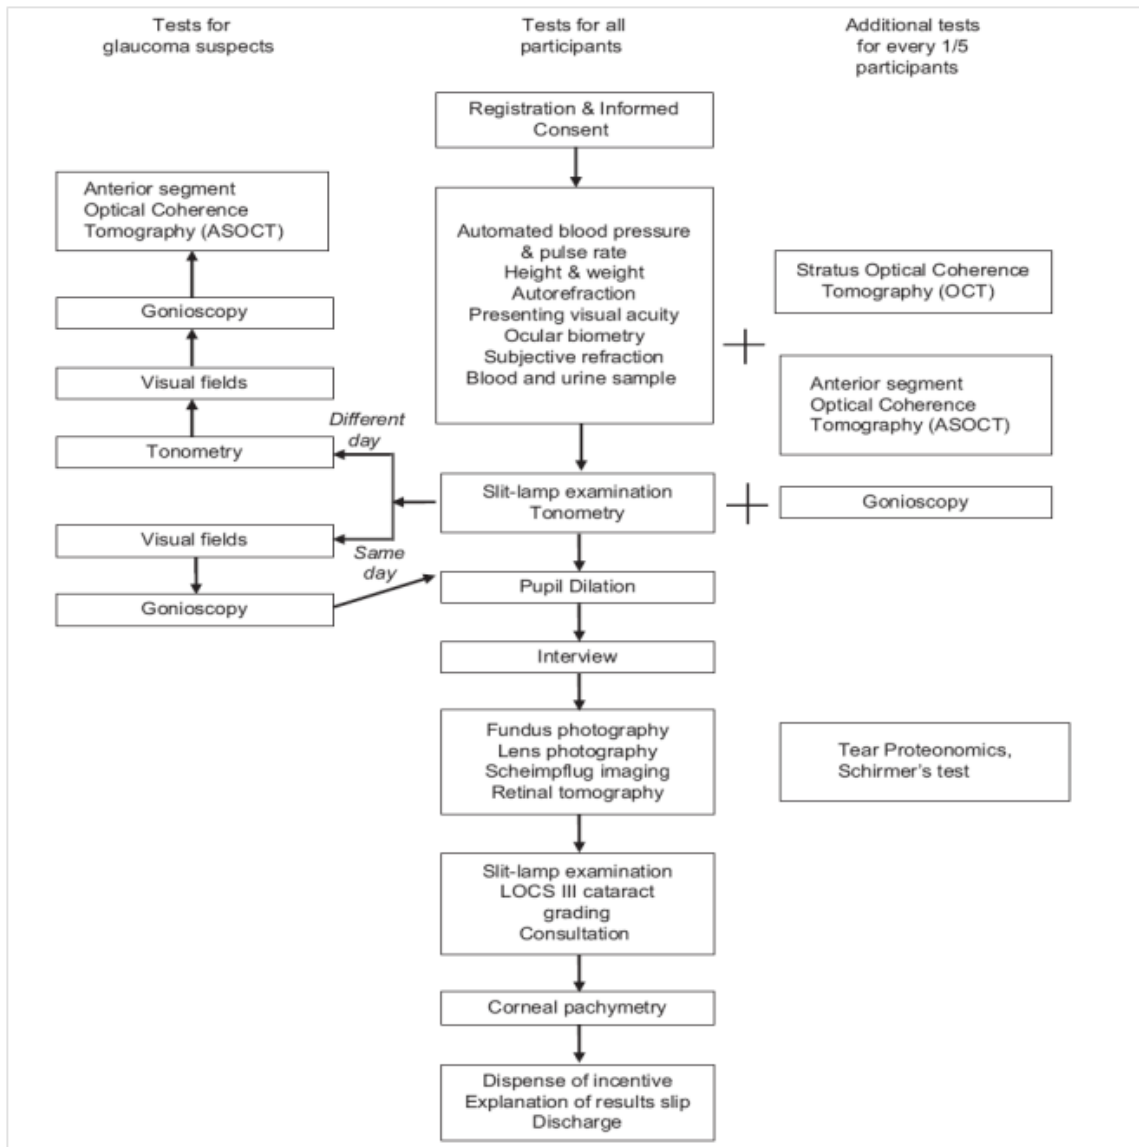 Tests for
glaucoma suspects
Tests for all
participants
Additional tests
for every 1/5
participants
Registration & Informed
Consent
Anterior segment
Optical Coherence
Tomography (ASOCT)
Gonioscopy
Visual fields
Tonometry
Different
day
Visual fields
Same
day
Gonioscopy
Automated blood pressure
& pulse rate
Height & weight
Autorefraction
Presenting visual acuity
Ocular biometry
Subjective refraction
Blood and urine sample
Stratus Optical Coherence
Tomography (OCT)
Anterior segment
Optical Coherence
Tomography (ASOCT)
Slit-lamp examination
Tonometry
Gonioscopy
Pupil Dilation
Interview
Fundus photography
Lens photography
Scheimpflug imaging
Retinal tomography
Tear Proteonomics,
Schirmer's test
Slit-lamp examination
LOCS III cataract
grading
Consultation
Corneal pachymetry
Dispense of incentive
Explanation of results slip
Discharge